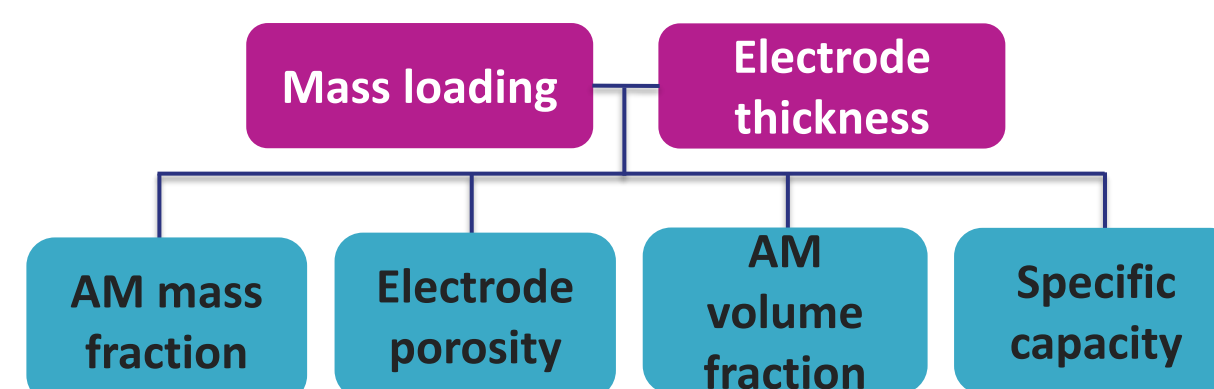 Mass loading
Electrode
thickness
AM mass
fraction
Electrode
porosity
AM
volume
fraction
Specific
capacity